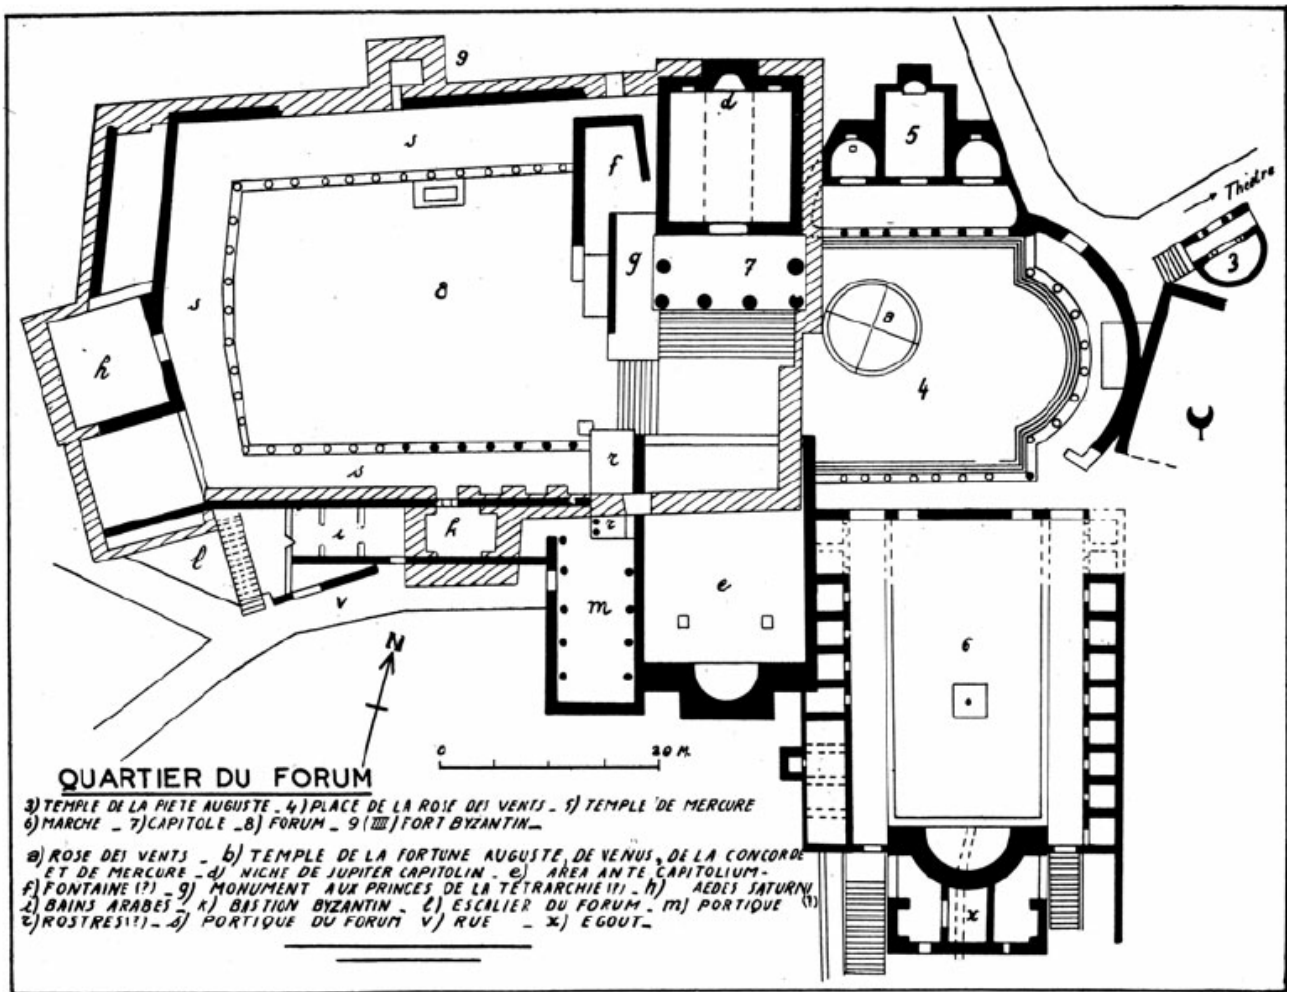 9
d
5
s
f
Théâtre
3
g
7
8
a
s
h
4
r
s
r
i
k
l
e
v
m
6
N
0 20 M.
QUARTIER DU FORUM
3) TEMPLE DE LA PIETE AUGUSTE _ 4) PLACE DE LA ROSE DES VENTS _ 5) TEMPLE DE MERCURE
6) MARCHE _ 7) CAPITOLE _ 8) FORUM _ 9 (IIII) FORT BYZANTIN _
a) ROSE DES VENTS _ b) TEMPLE DE LA FORTUNE AUGUSTE, DE VENUS, DE LA CONCORDE
ET DE MERCURE _ d) NICHE DE JUPITER CAPITOLIN _ e) AREA ANTE CAPITOLIUM _
f) FONTAINE (?) _ g) MONUMENT AUX PRINCES DE LA TETRARCHIE (?) _ h) AEDES SATURNI (?)
i) BAINS ARABES _ k) BASTION BYZANTIN _ l) ESCALIER DU FORUM _ m) PORTIQUE
r) ROSTRES (?) _ s) PORTIQUE DU FORUM v) RUE _ x) EGOUT _
x